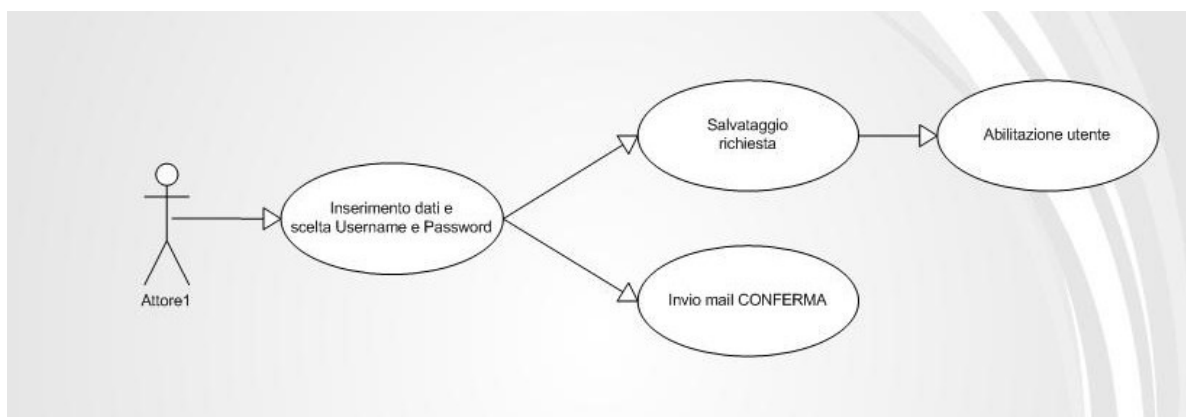 Attore1
Inserimento dati e
scelta Username e Password
Salvataggio
richiesta
Abilitazione utente
Invio mail CONFERMA